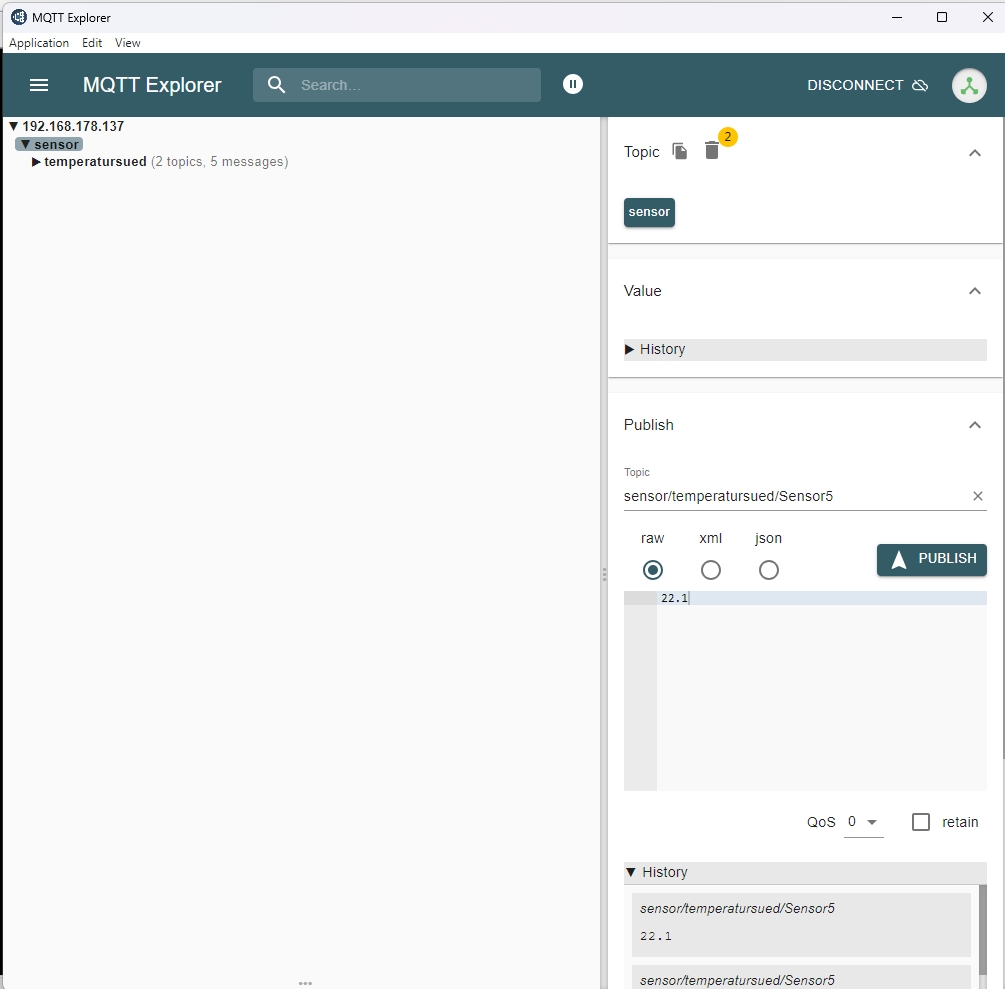 MQTT Explorer
Application Edit View
MQTT Explorer Search... DISCONNECT
192.168.178.137
sensor
temperatursued (2 topics, 5 messages)
Topic 2
sensor
Value
History
Publish
Topic
sensor/temperatursued/Sensor5
raw xml json
PUBLISH
22.1
QoS 0 retain
History
sensor/temperatursued/Sensor5
22.1
sensor/temperatursued/Sensor5